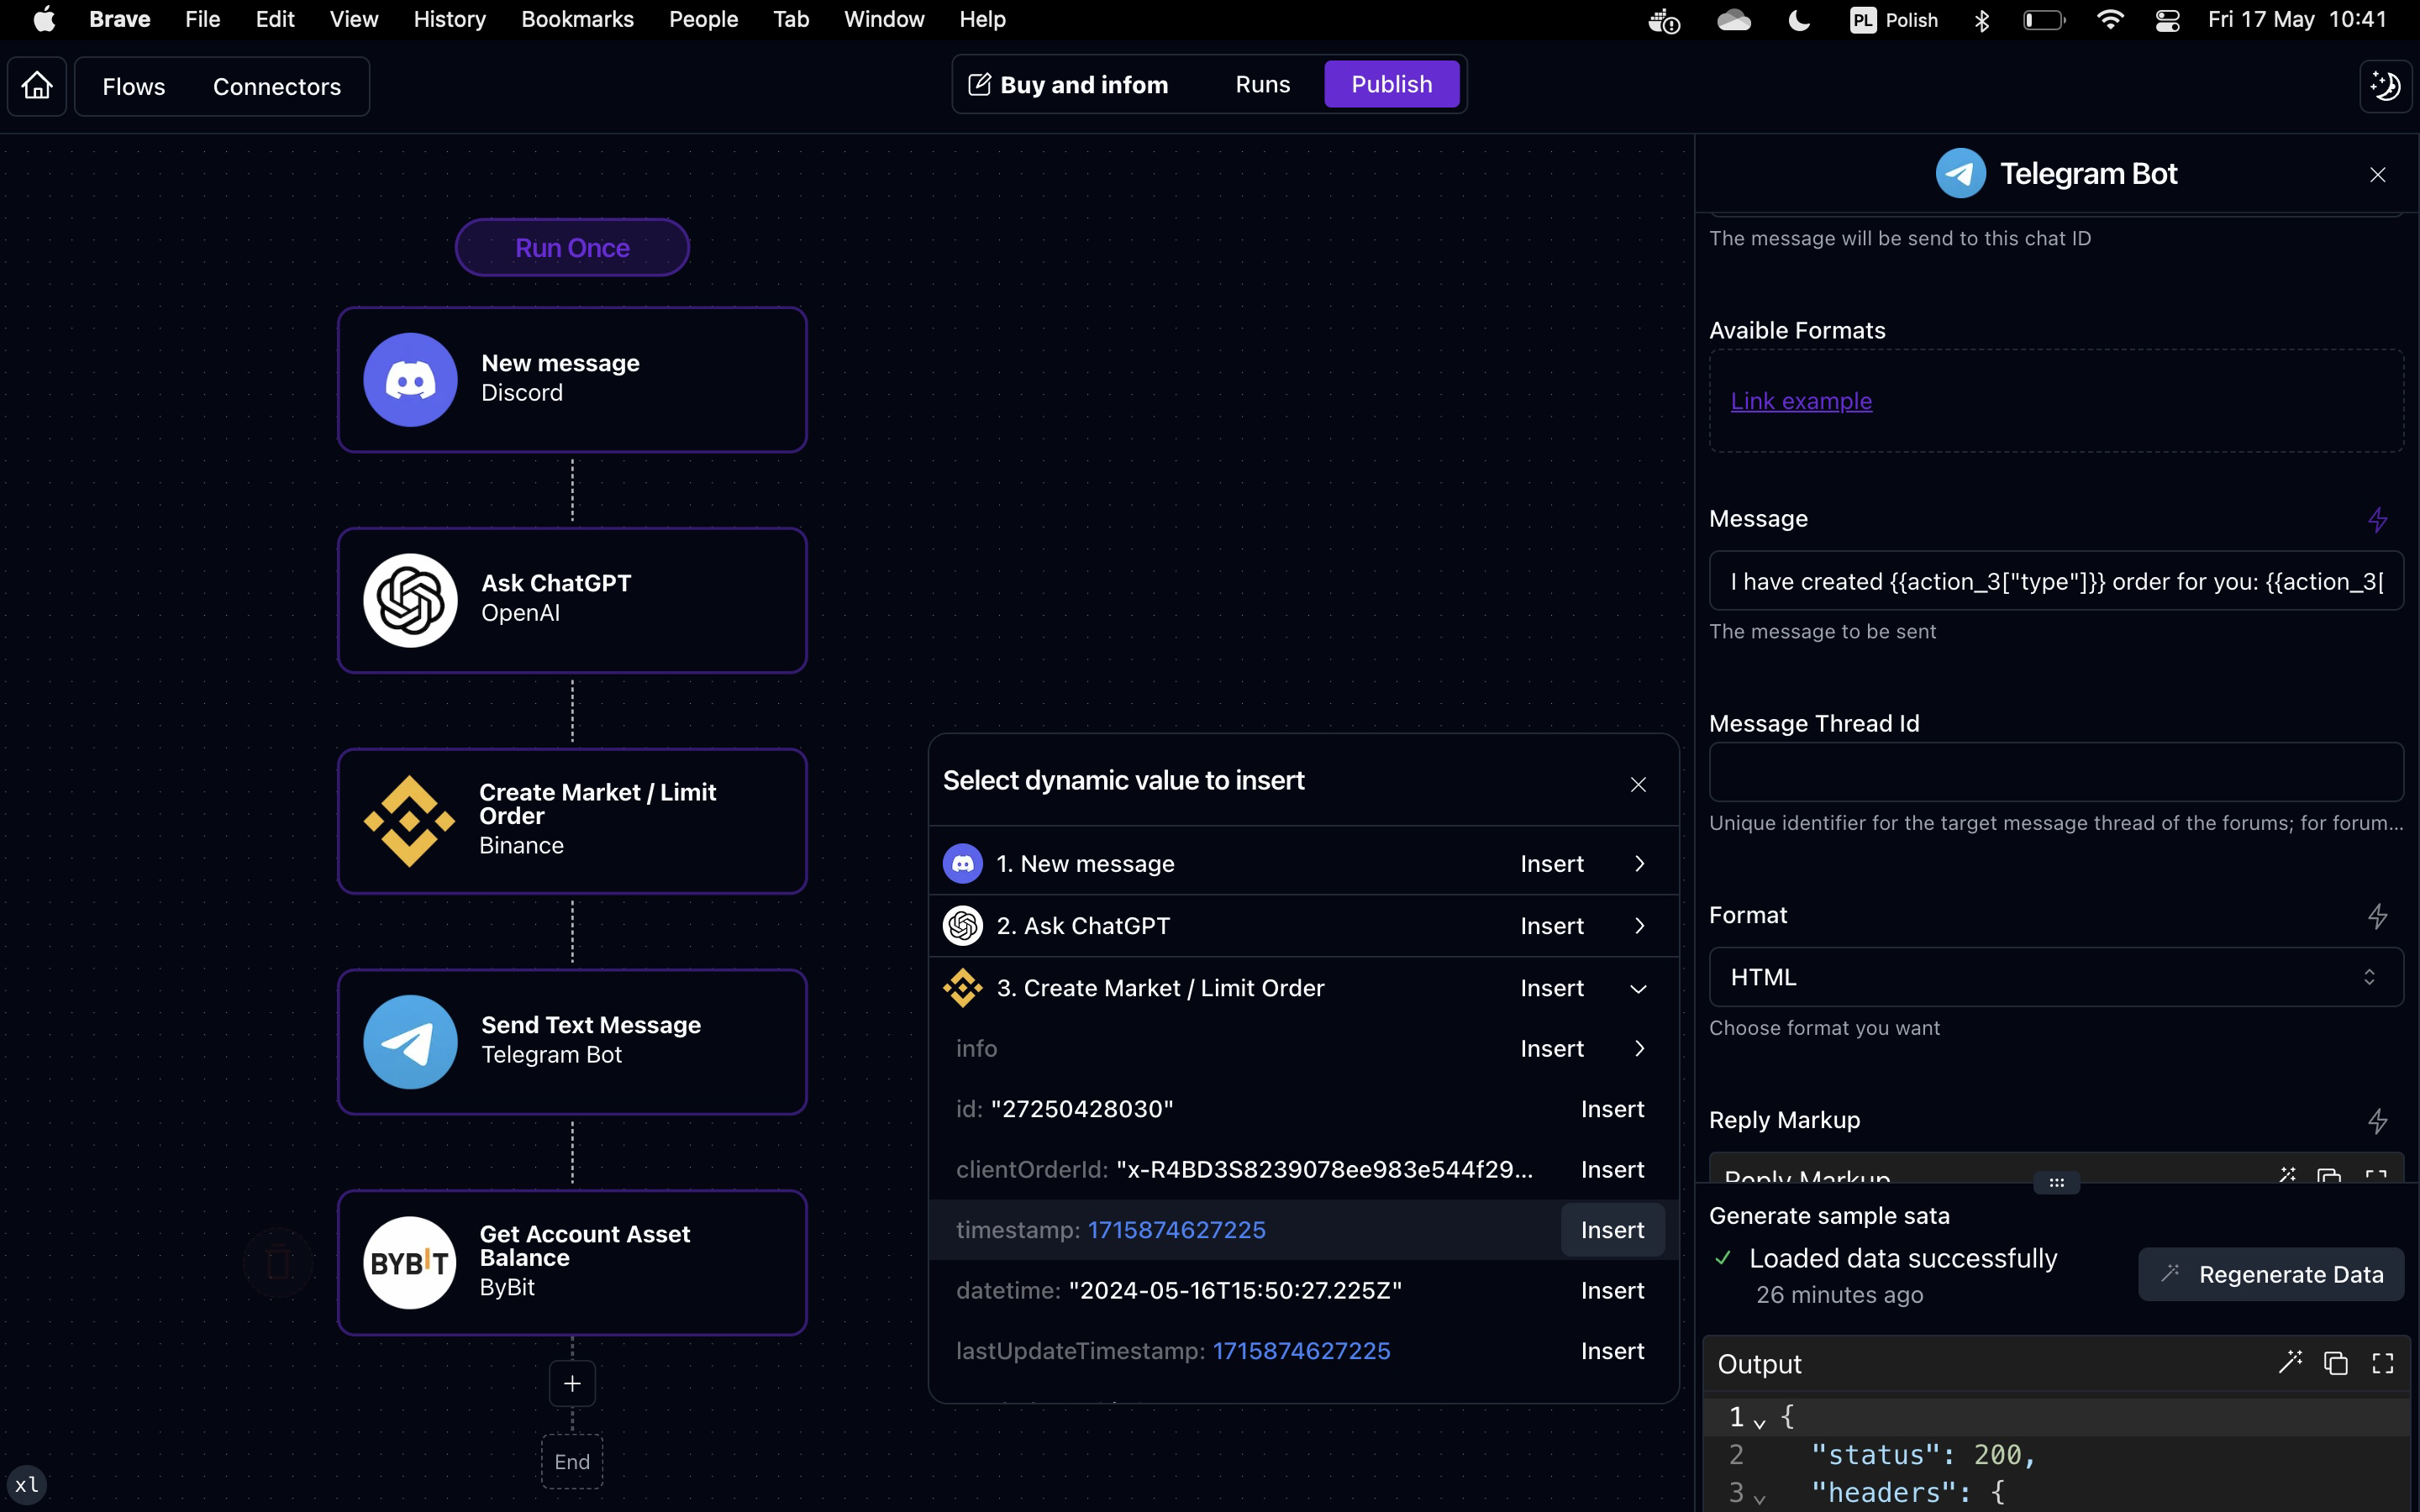 Brave File Edit View History Bookmarks People Tab Window Help PL Polish Fri 17 May 10:41
Flows Connectors
Buy and infom Runs Publish
Run Once
New message
Discord
Ask ChatGPT
OpenAI
Create Market / Limit
Order
Binance
Send Text Message
Telegram Bot
BYBIT
Get Account Asset
Balance
ByBit
+
End
xl
Select dynamic value to insert
1. New message Insert
2. Ask ChatGPT Insert
3. Create Market / Limit Order Insert
info Insert
id: "27250428030" Insert
clientOrderId: "x-R4BD3S8239078ee983e544f29... Insert
timestamp: 1715874627225 Insert
datetime: "2024-05-16T15:50:27.225Z" Insert
lastUpdateTimestamp: 1715874627225 Insert
Telegram Bot
The message will be send to this chat ID
Avaible Formats
Link example
Message
I have created {{action_3["type"]}} order for you: {{action_3[
The message to be sent
Message Thread Id
Unique identifier for the target message thread of the forums; for forum...
Format
HTML
Choose format you want
Reply Markup
Reply Markup
Generate sample sata
Loaded data successfully
26 minutes ago
Regenerate Data
Output
1 {
2 "status": 200,
3 "headers": {